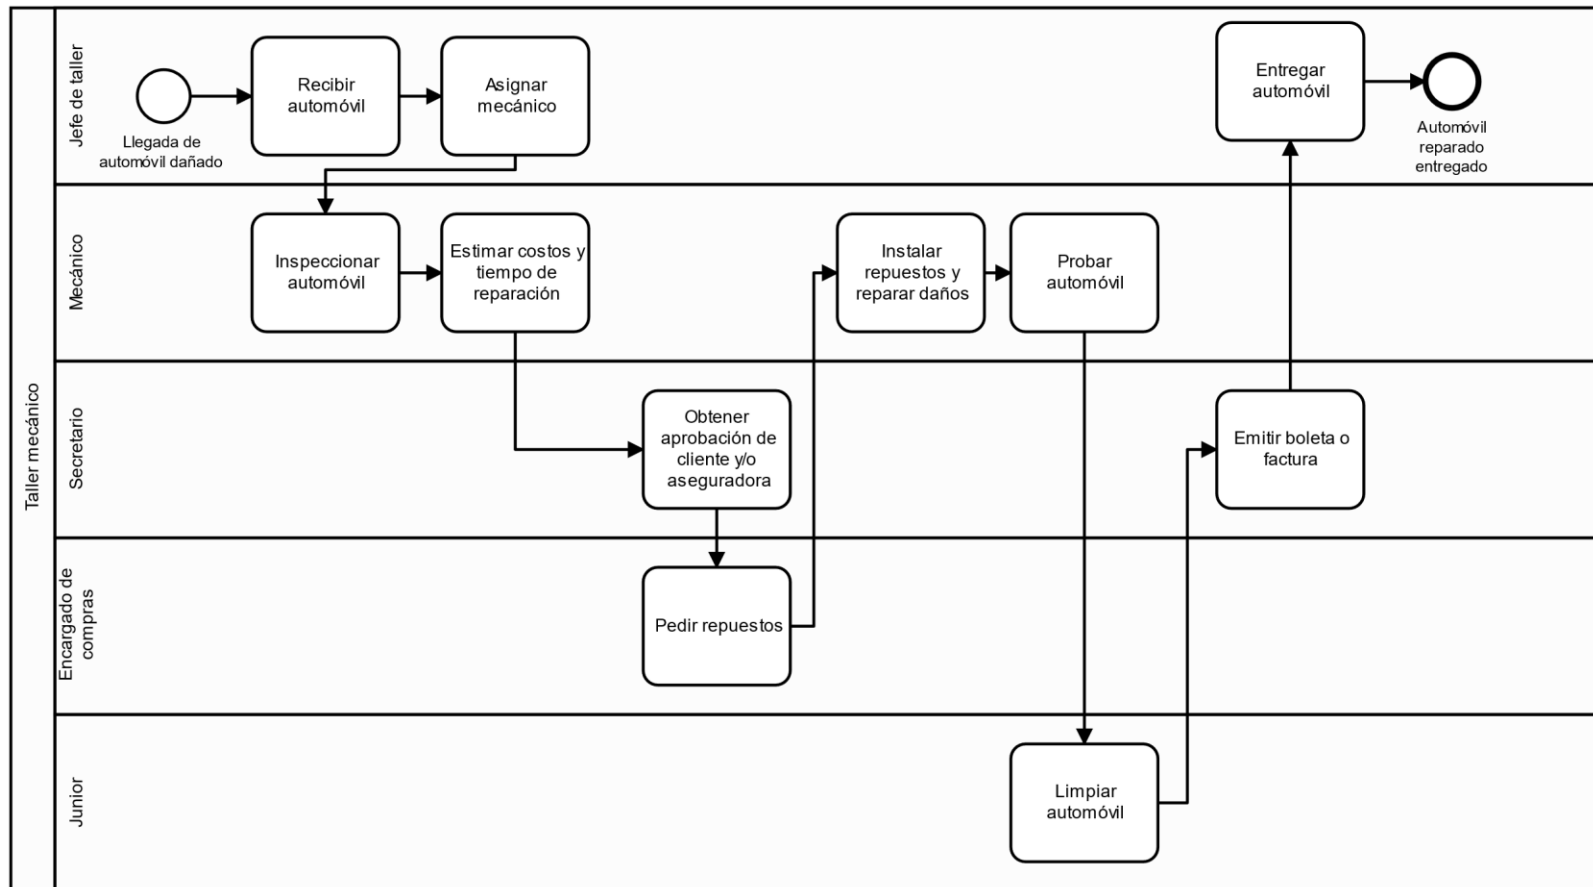 Taller mecánico
Jefe de taller
Llegada de
automóvil dañado
Recibir
automóvil
Asignar
mecánico
Entregar
automóvil
Automóvil
reparado
entregado
Mecánico
Inspeccionar
automóvil
Estimar costos y
tiempo de
reparación
Instalar
repuestos y
reparar daños
Probar
automóvil
Secretario
Obtener
aprobación de
cliente y/o
aseguradora
Emitir boleta o
factura
Encargado de
compras
Pedir repuestos
Junior
Limpiar
automóvil